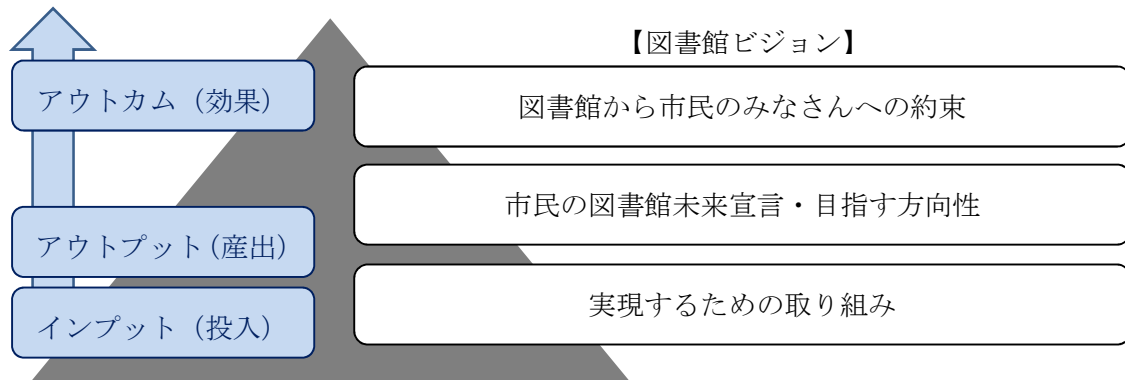 【図書館ビジョン】
アウトカム（効果）
図書館から市民のみなさんへの約束
市民の図書館未来宣言・目指す方向性
アウトプット(産出)
実現するための取り組み
インプット（投入）